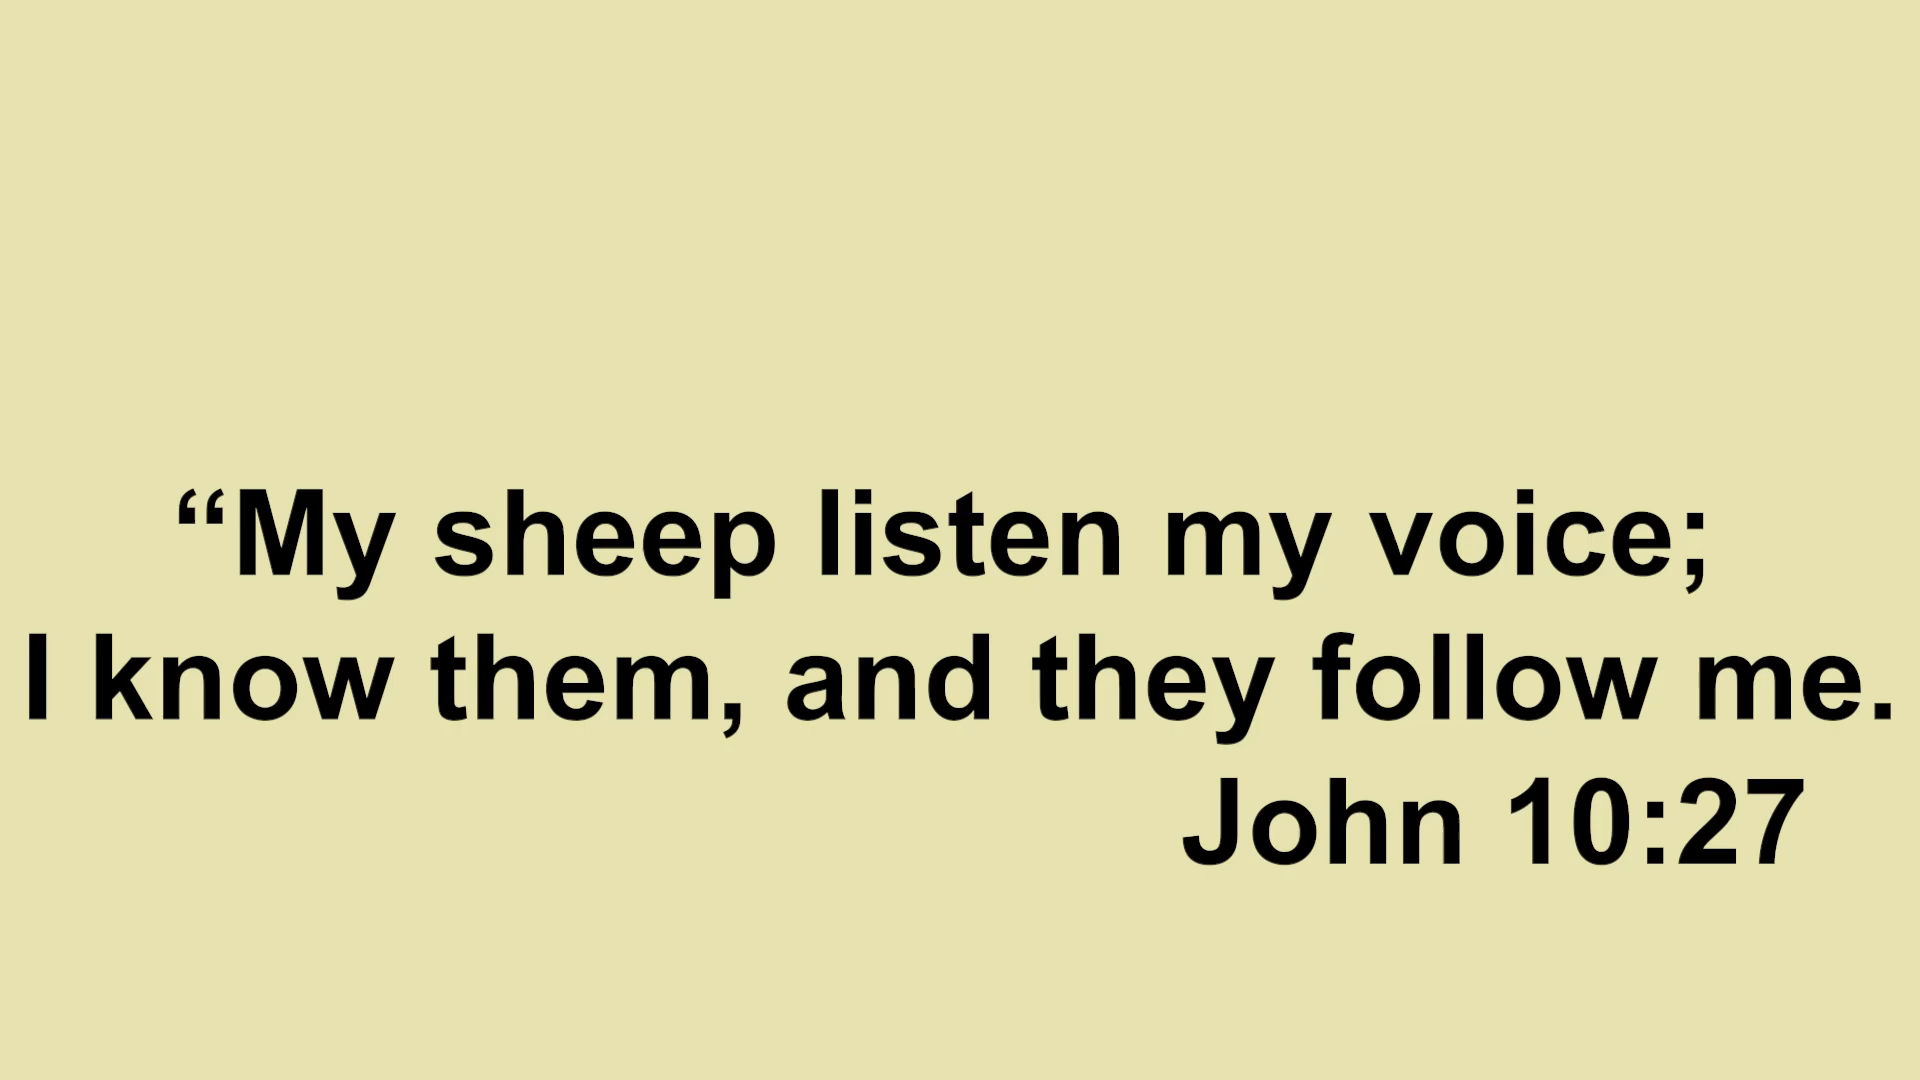 “My sheep listen my voice;
I know them, and they follow me.
John 10:27